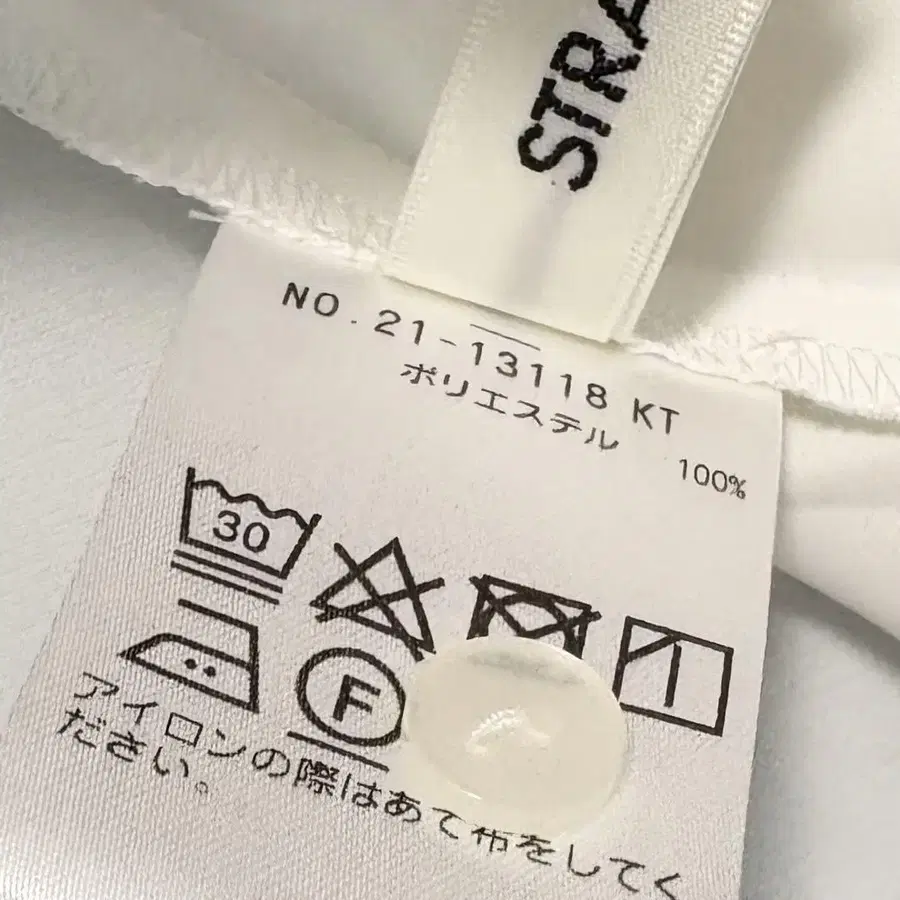 STRA
NO. 21-13118 KT
ポリエステル
100%
30
F
アイロンの際はあて布をしてく
ださい。